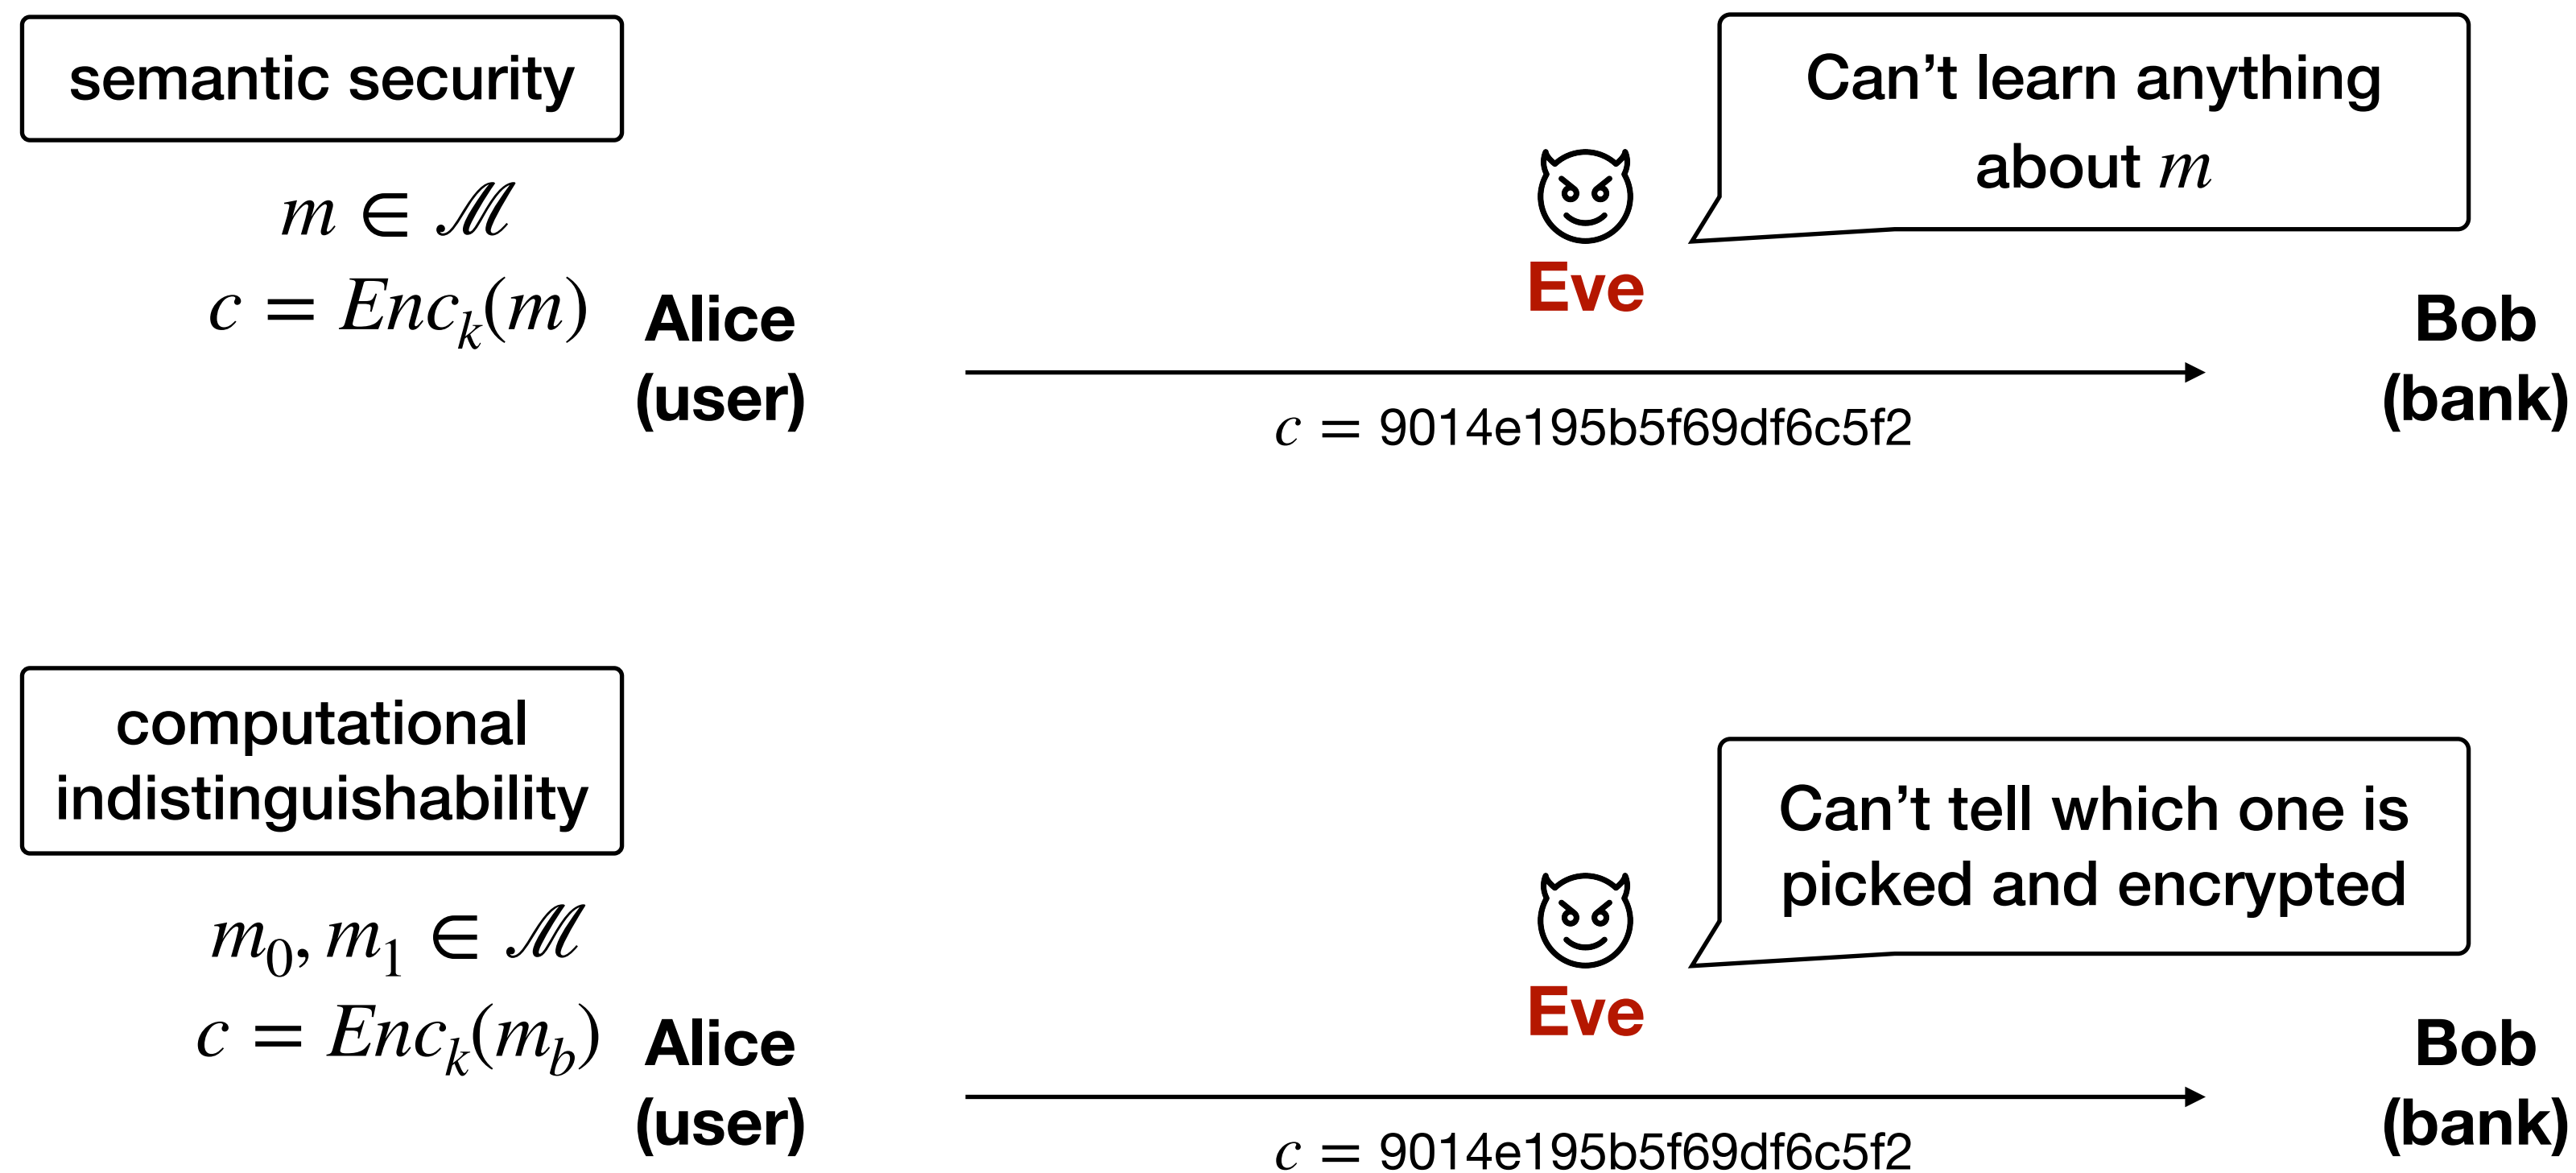 semantic security
Can't learn anything
about m
m ∈ ℳ
c = Enc_k(m)
Eve
Alice
(user)
Bob
(bank)
c = 9014e195b5f69df6c5f2
computational
indistinguishability
Can't tell which one is
picked and encrypted
m_0, m_1 ∈ ℳ
c = Enc_k(m_b)
Eve
Alice
(user)
Bob
(bank)
c = 9014e195b5f69df6c5f2